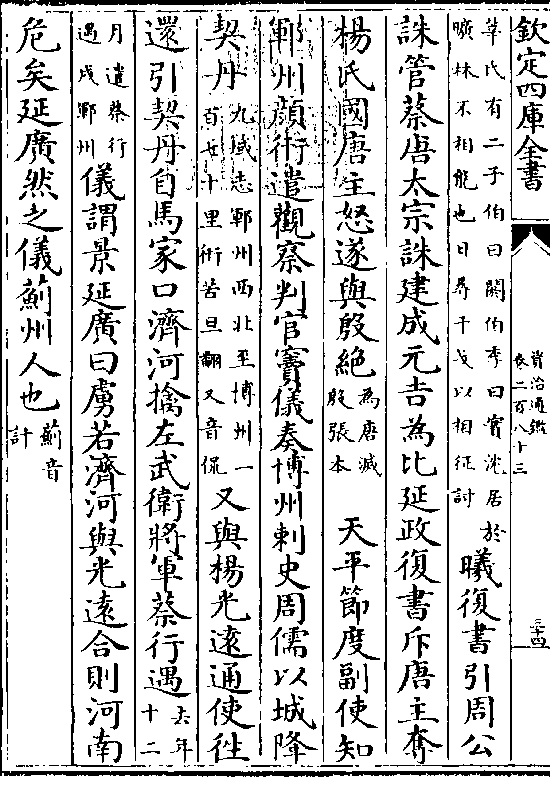 欽定四庫全書
資治通鑑
卷二百八十三
三十四
辛氏有二子伯曰閼伯季曰實沈居於
曠林不相能也日尋干戈以相征討
曦復書引周公
誅管蔡唐太宗誅建成元吉為比延政復書斥唐主奪
楊氏國唐主怒遂與殷絶
為唐滅
殷張本
天平節度副使知
鄆州顔衎遣觀察判官竇儀奏博州刺史周儒以城降
契丹
九域志鄆州西北至博州一
百七十里衎苦旦翻又音侃
又與楊光遠通使往
還引契丹自馬家口濟河擒左武衛將軍蔡行遇
去年
十二
月遣蔡行
遇戍鄆州
儀謂景延廣曰虜若濟河與光遠合則河南
危矣延廣然之儀薊州人也
薊音
計